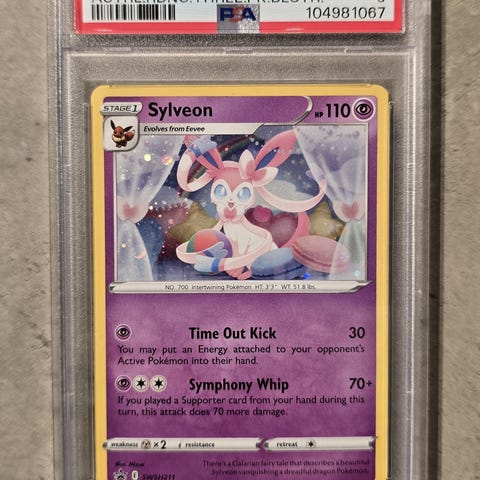 PSA
104981067
STAGE 1
Sylveon
HP 110
Evolves from Eevee
NO. 700 Intertwining Pokémon HT: 3'3" WT: 51.8 lbs.
Time Out Kick 30
You may put an Energy attached to your opponent's
Active Pokémon into their hand.
Symphony Whip 70+
If you played a Supporter card from your hand during this
turn, this attack does 70 more damage.
weakness ×2 resistance retreat
Illus. Mizue
There's a Galarian fairy tale that describes a beautiful
SWSH211
Sylveon vanquishing a dreadful dragon Pokémon.